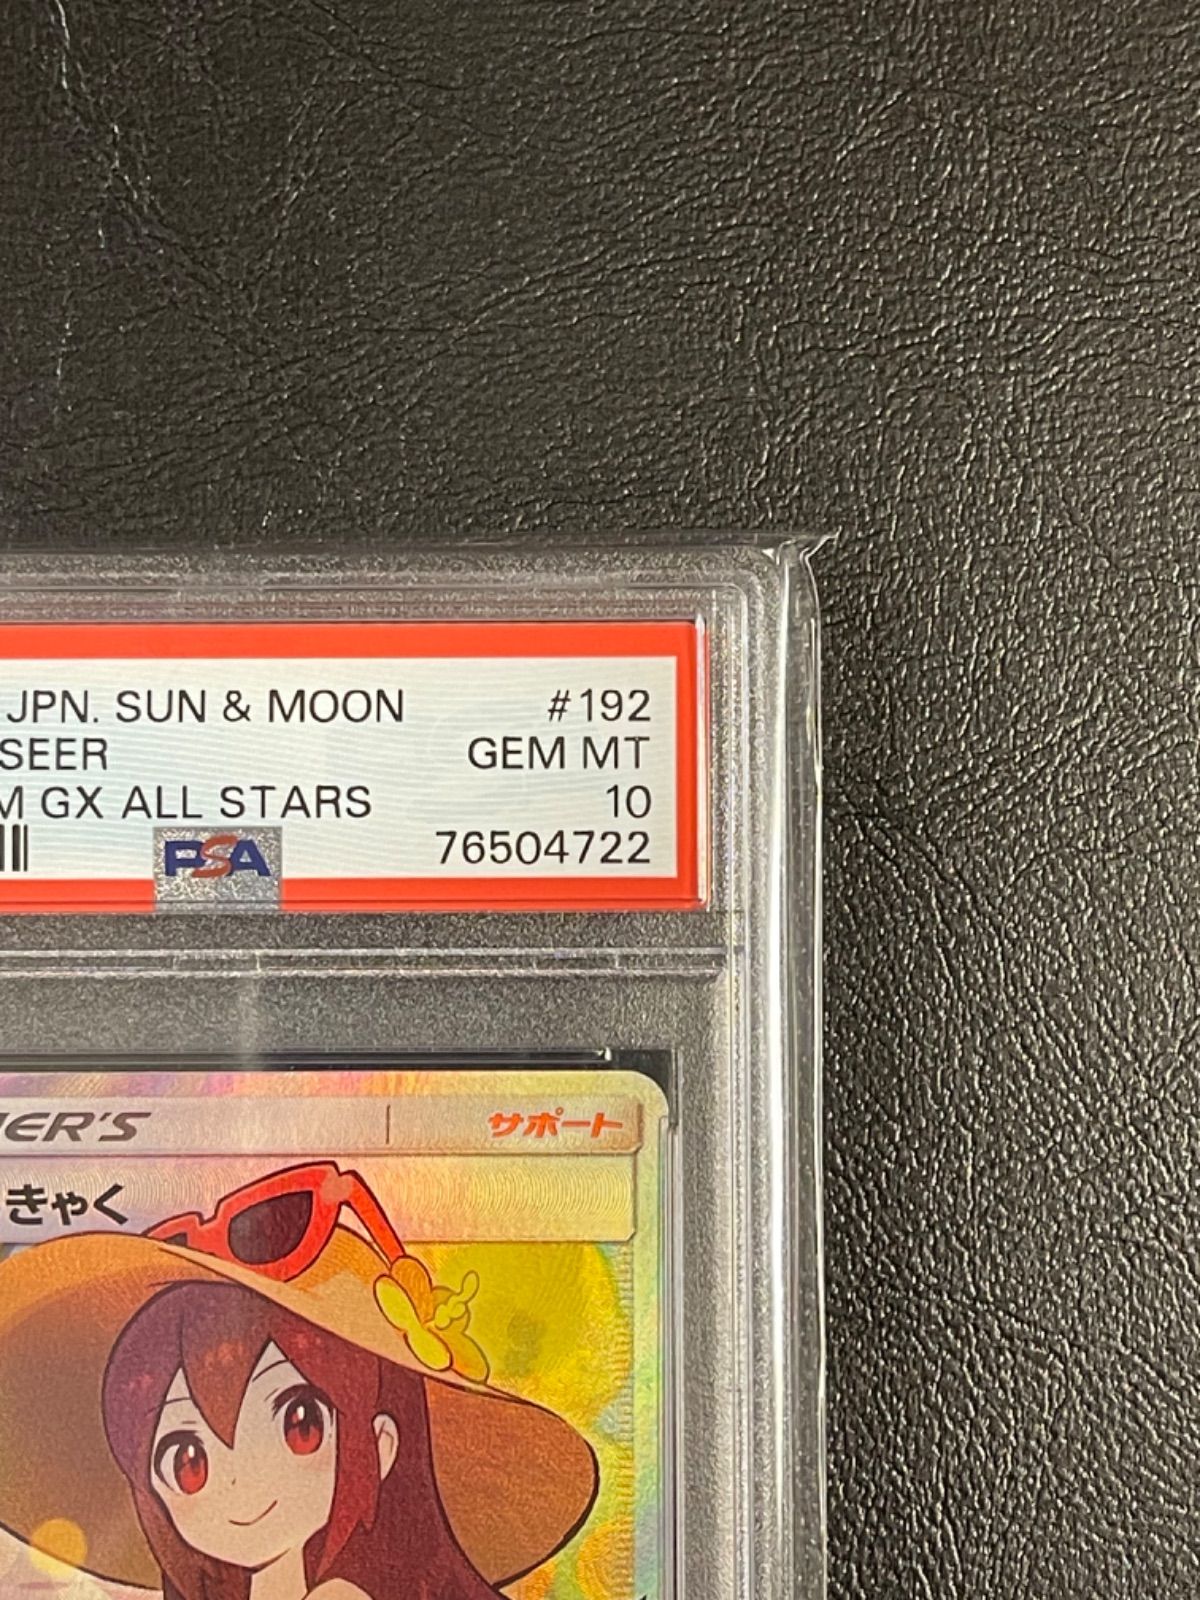 JPN. SUN & MOON #192
SEER GEM MT
M GX ALL STARS 10
PSA 76504722
ER'S サポート
きゃく